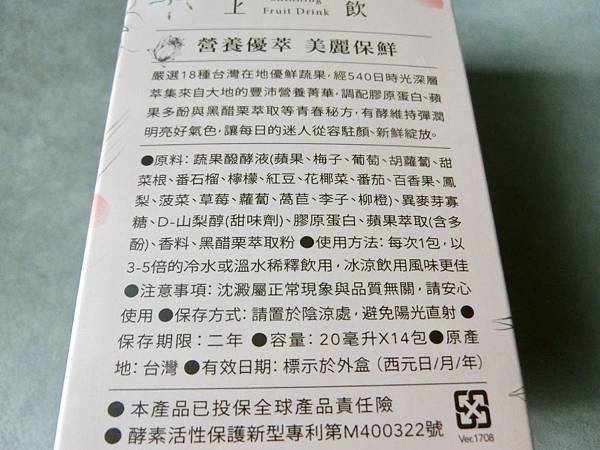 上 飲
Fruit Drink
營養優萃 美麗保鮮
嚴選18種台灣在地優鮮蔬果,經540日時光深層
萃集來自大地的豐沛營養菁華,調配膠原蛋白、蘋
果多酚與黑醋栗萃取等青春秘方,有酵維持彈潤
明亮好氣色,讓每日的迷人從容駐顏、新鮮綻放。
●原料: 蔬果醱酵液(蘋果、梅子、葡萄、胡蘿蔔、甜
菜根、番石榴、檸檬、紅豆、花椰菜、番茄、百香果、鳳
梨、菠菜、草莓、蘿蔔、萵苣、李子、柳橙)、異麥芽寡
糖、D-山梨醇(甜味劑)、膠原蛋白、蘋果萃取(含多
酚)、香料、黑醋栗萃取粉 ●使用方法: 每次1包, 以
3-5倍的冷水或溫水稀釋飲用, 冰涼飲用風味更佳
●注意事項: 沈澱屬正常現象與品質無關, 請安心
使用 ●保存方式: 請置於陰涼處, 避免陽光直射 ●
保存期限: 二年 ●容量: 20毫升X14包●原產
地: 台灣 ●有效日期: 標示於外盒 (西元日/月/年)
● 本產品已投保全球產品責任險
● 酵素活性保護新型專利第M400322號
Ver.1708